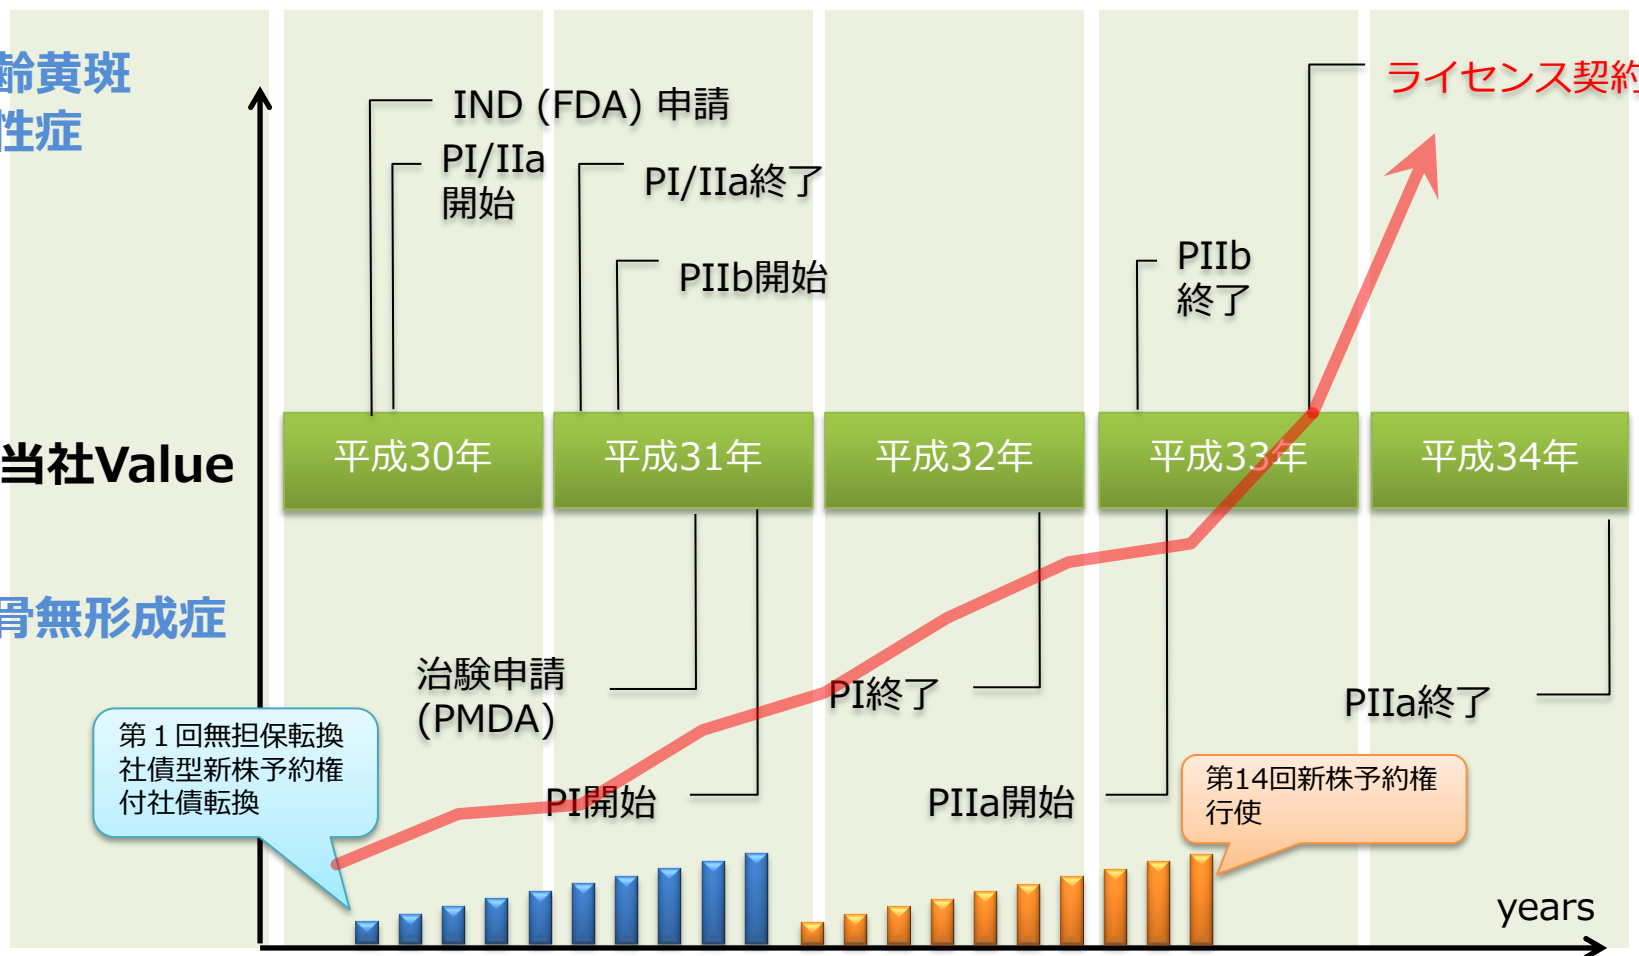 齢黄斑
性症
IND (FDA) 申請
PI/IIa
開始
PI/IIa終了
PIIb開始
PIIb
終了
ライセンス契約
当社Value
平成30年
平成31年
平成32年
平成33年
平成34年
骨無形成症
治験申請
(PMDA)
PI開始
PI終了
PIIa開始
PIIa終了
第１回無担保転換
社債型新株予約権
付社債転換
第14回新株予約権
行使
years